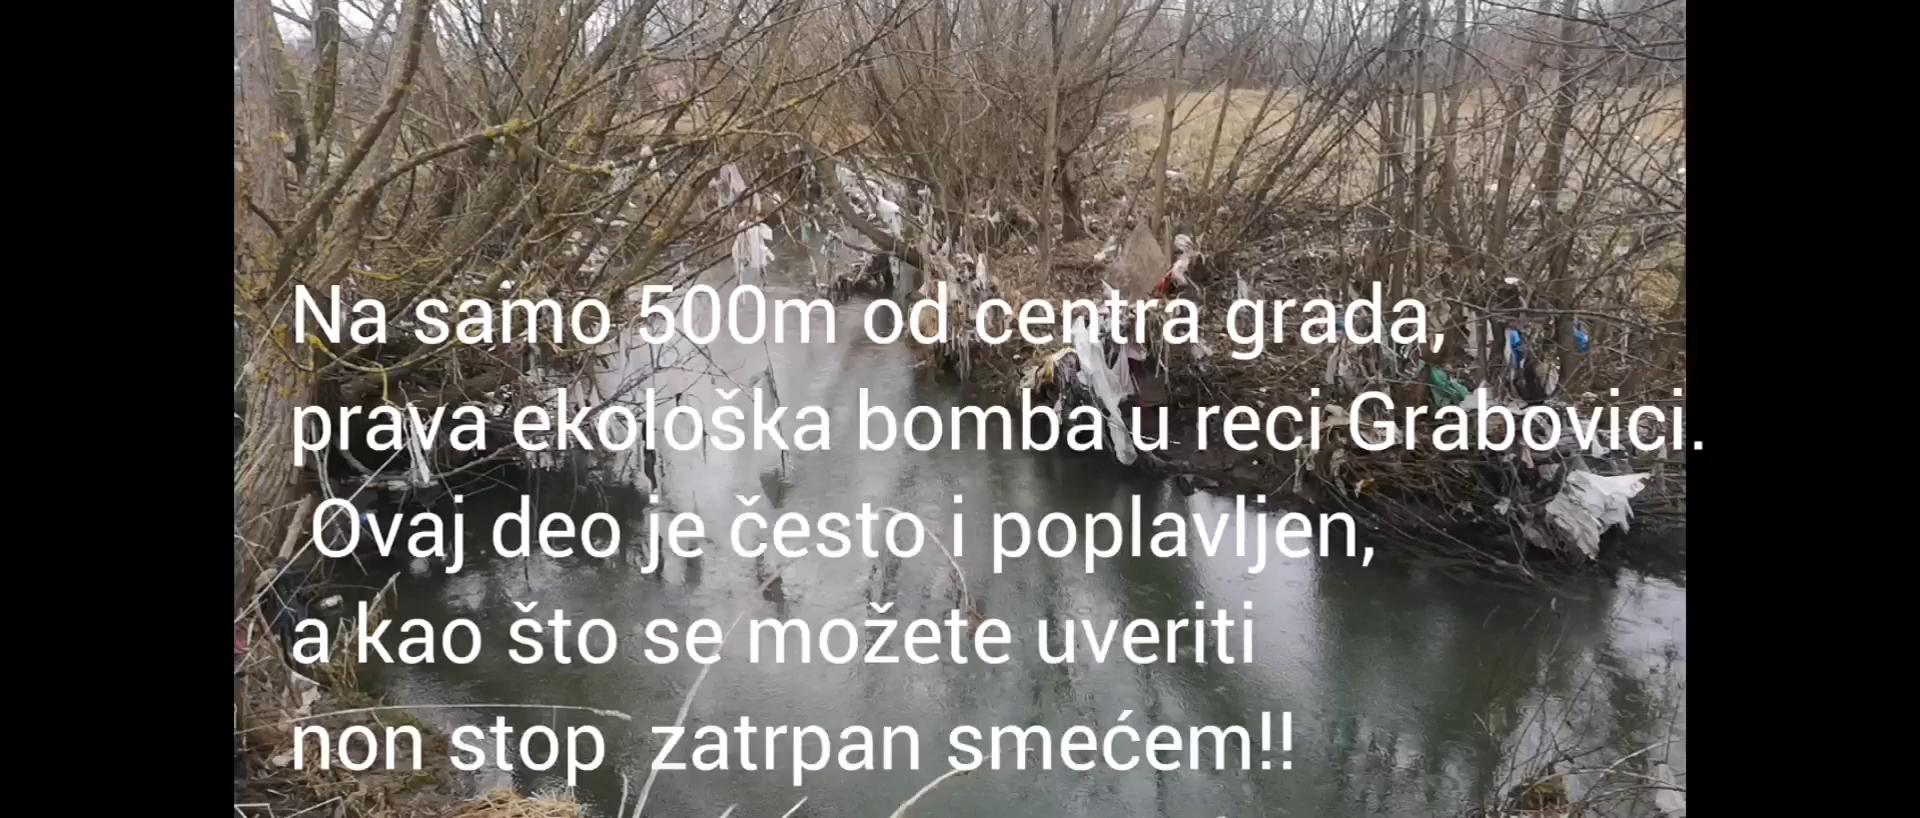 Na samo 500m od centra grada,
prava ekološka bomba u reci Grabovici.
Ovaj deo je često i poplavljen,
a kao što se možete uveriti
non stop zatrpan smećem!!